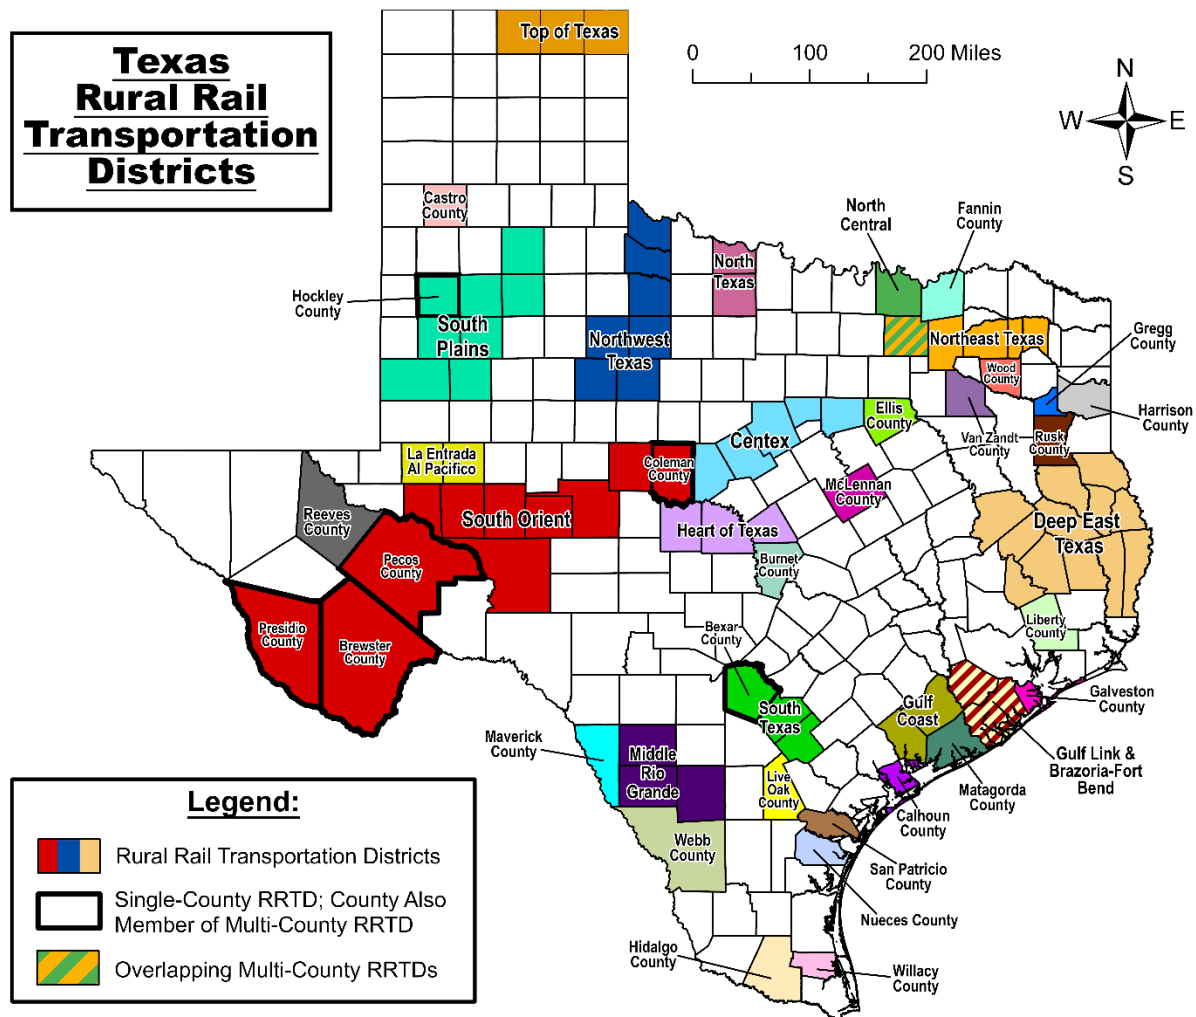 Texas
Rural Rail
Transportation
Districts
Top of Texas
0
100
200 Miles
N
W
E
S
Castro
County
North
Central
Fannin
County
North
Texas
Hockley
County
South
Plains
Northwest
Texas
Northeast Texas
Gregg
County
Wood
County
Harrison
County
Ellis
County
Van Zandt
County
Rusk
County
Centex
La Entrada
Al Pacifico
Coleman
County
McLennan
County
Reeves
County
South Orient
Heart of Texas
Deep East
Texas
Pecos
County
Burnet
County
Presidio
County
Brewster
County
Bexar
County
Liberty
County
South
Texas
Gulf
Coast
Galveston
County
Maverick
County
Middle
Rio
Grande
Live
Oak
County
Gulf Link &
Brazoria-Fort
Bend
Matagorda
County
Calhoun
County
Webb
County
San Patricio
County
Nueces County
Hidalgo
County
Willacy
County
Legend:
Rural Rail Transportation Districts
Single-County RRTD; County Also
Member of Multi-County RRTD
Overlapping Multi-County RRTDs